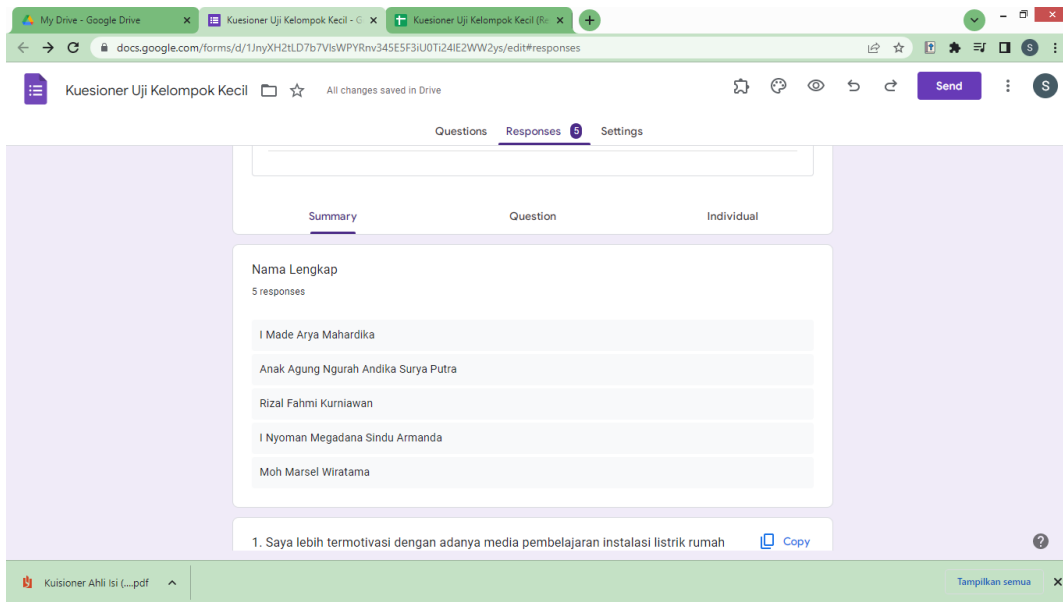 My Drive - Google Drive
Kuesioner Uji Kelompok Kecil - G
Kuesioner Uji Kelompok Kecil (Re
docs.google.com/forms/d/1JnyXH2tLD7b7VlsWPYRnv345E5F3iU0Ti24lE2WW2ys/edit#responses
S
Kuesioner Uji Kelompok Kecil
All changes saved in Drive
Send
S
Questions
Responses 5
Settings
Summary
Question
Individual
Nama Lengkap
5 responses
I Made Arya Mahardika
Anak Agung Ngurah Andika Surya Putra
Rizal Fahmi Kurniawan
I Nyoman Megadana Sindu Armanda
Moh Marsel Wiratama
1. Saya lebih termotivasi dengan adanya media pembelajaran instalasi listrik rumah
Copy
Kuisioner Ahli Isi (....pdf
Tampilkan semua